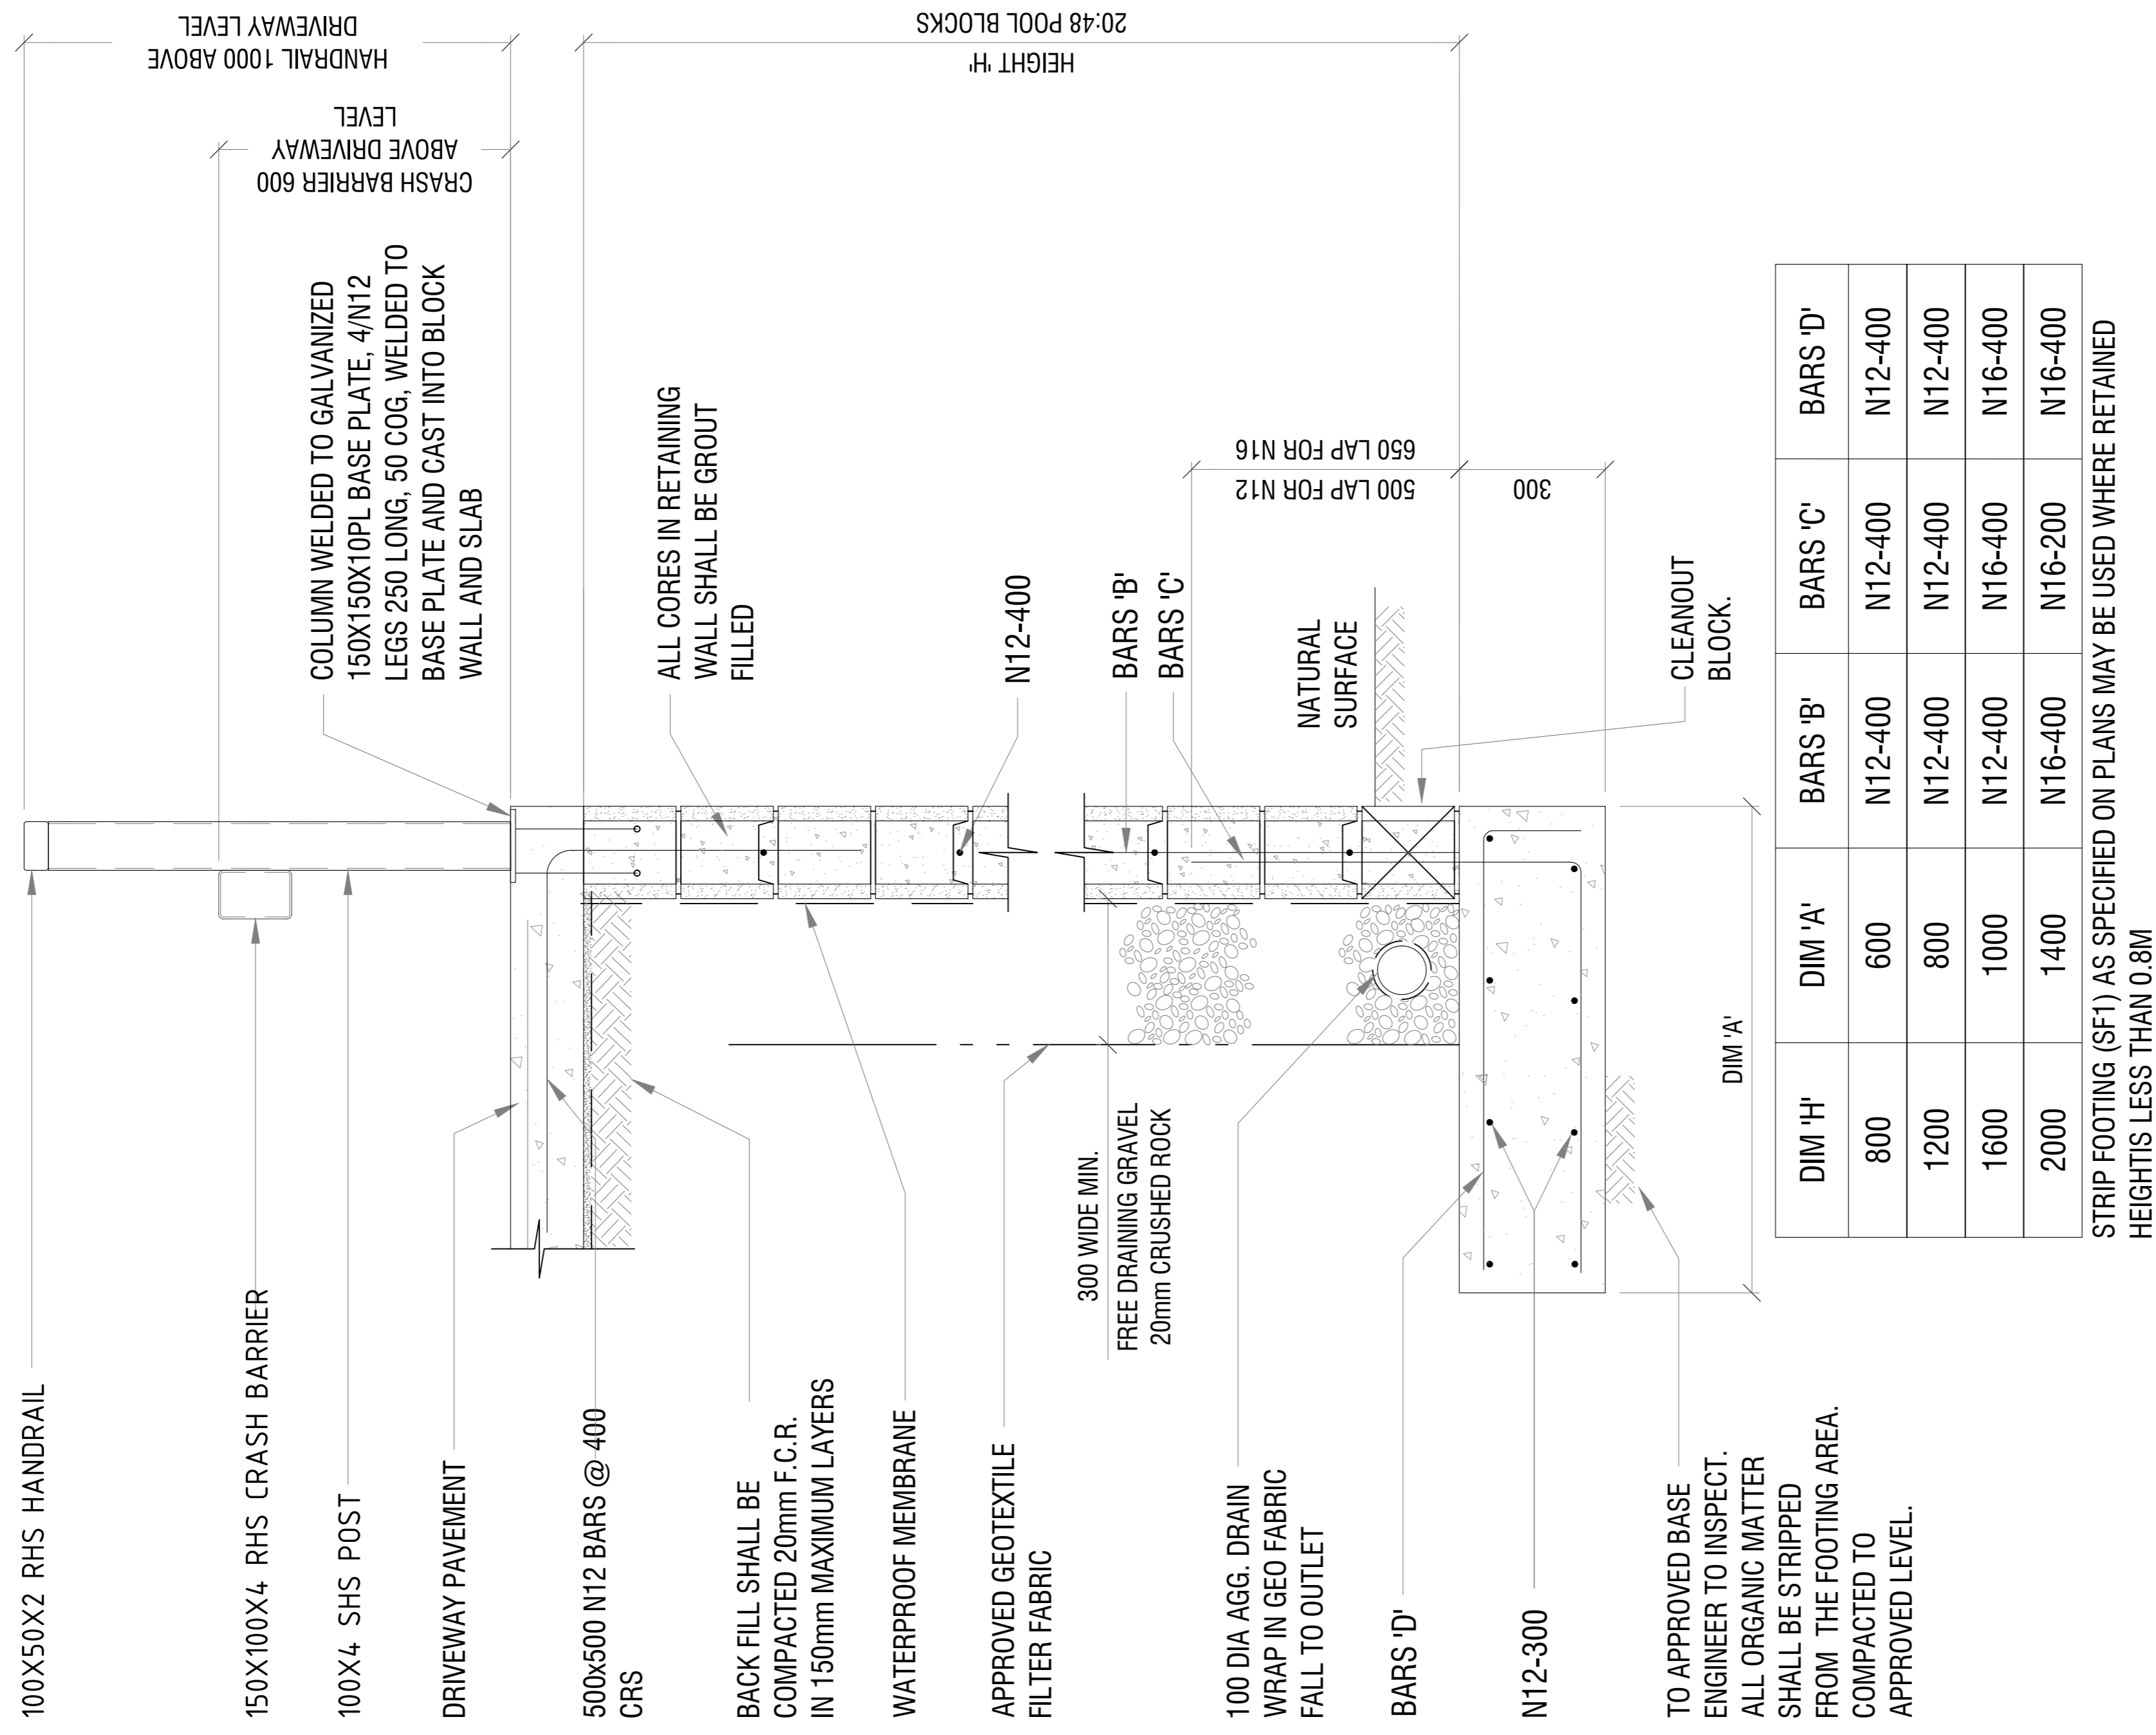 100X50X2 RHS HANDRAIL
150X100X4 RHS CRASH BARRIER
100X4 SHS POST
DRIVEWAY PAVEMENT
500x500 N12 BARS @ 400
CRS
BACK FILL SHALL BE
COMPACTED 20mm F.C.R.
IN 150mm MAXIMUM LAYERS
WATERPROOF MEMBRANE
APPROVED GEOTEXTILE
FILTER FABRIC
300 WIDE MIN.
FREE DRAINING GRAVEL
20mm CRUSHED ROCK
100 DIA AGG. DRAIN
WRAP IN GEO FABRIC
FALL TO OUTLET
BARS 'D'
N12-300
TO APPROVED BASE
ENGINEER TO INSPECT.
ALL ORGANIC MATTER
SHALL BE STRIPPED
FROM THE FOOTING AREA.
COMPACTED TO
APPROVED LEVEL.
HANDRAIL 1000 ABOVE
DRIVEWAY LEVEL
CRASH BARRIER 600
ABOVE DRIVEWAY
LEVEL
COLUMN WELDED TO GALVANIZED
150X150X10PL BASE PLATE, 4/N12
LEGS 250 LONG, 50 COG, WELDED TO
BASE PLATE AND CAST INTO BLOCK
WALL AND SLAB
HEIGHT 'H'
20:48 POOL BLOCKS
ALL CORES IN RETAINING
WALL SHALL BE GROUT
FILLED
N12-400
BARS 'B'
BARS 'C'
500 LAP FOR N12
650 LAP FOR N16
300
NATURAL
SURFACE
CLEANOUT
BLOCK.
DIM 'A'
DIM 'H' DIM 'A' BARS 'B' BARS 'C' BARS 'D'
800 600 N12-400 N12-400 N12-400
1200 800 N12-400 N12-400 N12-400
1600 1000 N12-400 N16-400 N16-400
2000 1400 N16-400 N16-200 N16-400
STRIP FOOTING (SF1) AS SPECIFIED ON PLANS MAY BE USED WHERE RETAINED
HEIGHTIS LESS THAN 0.8M